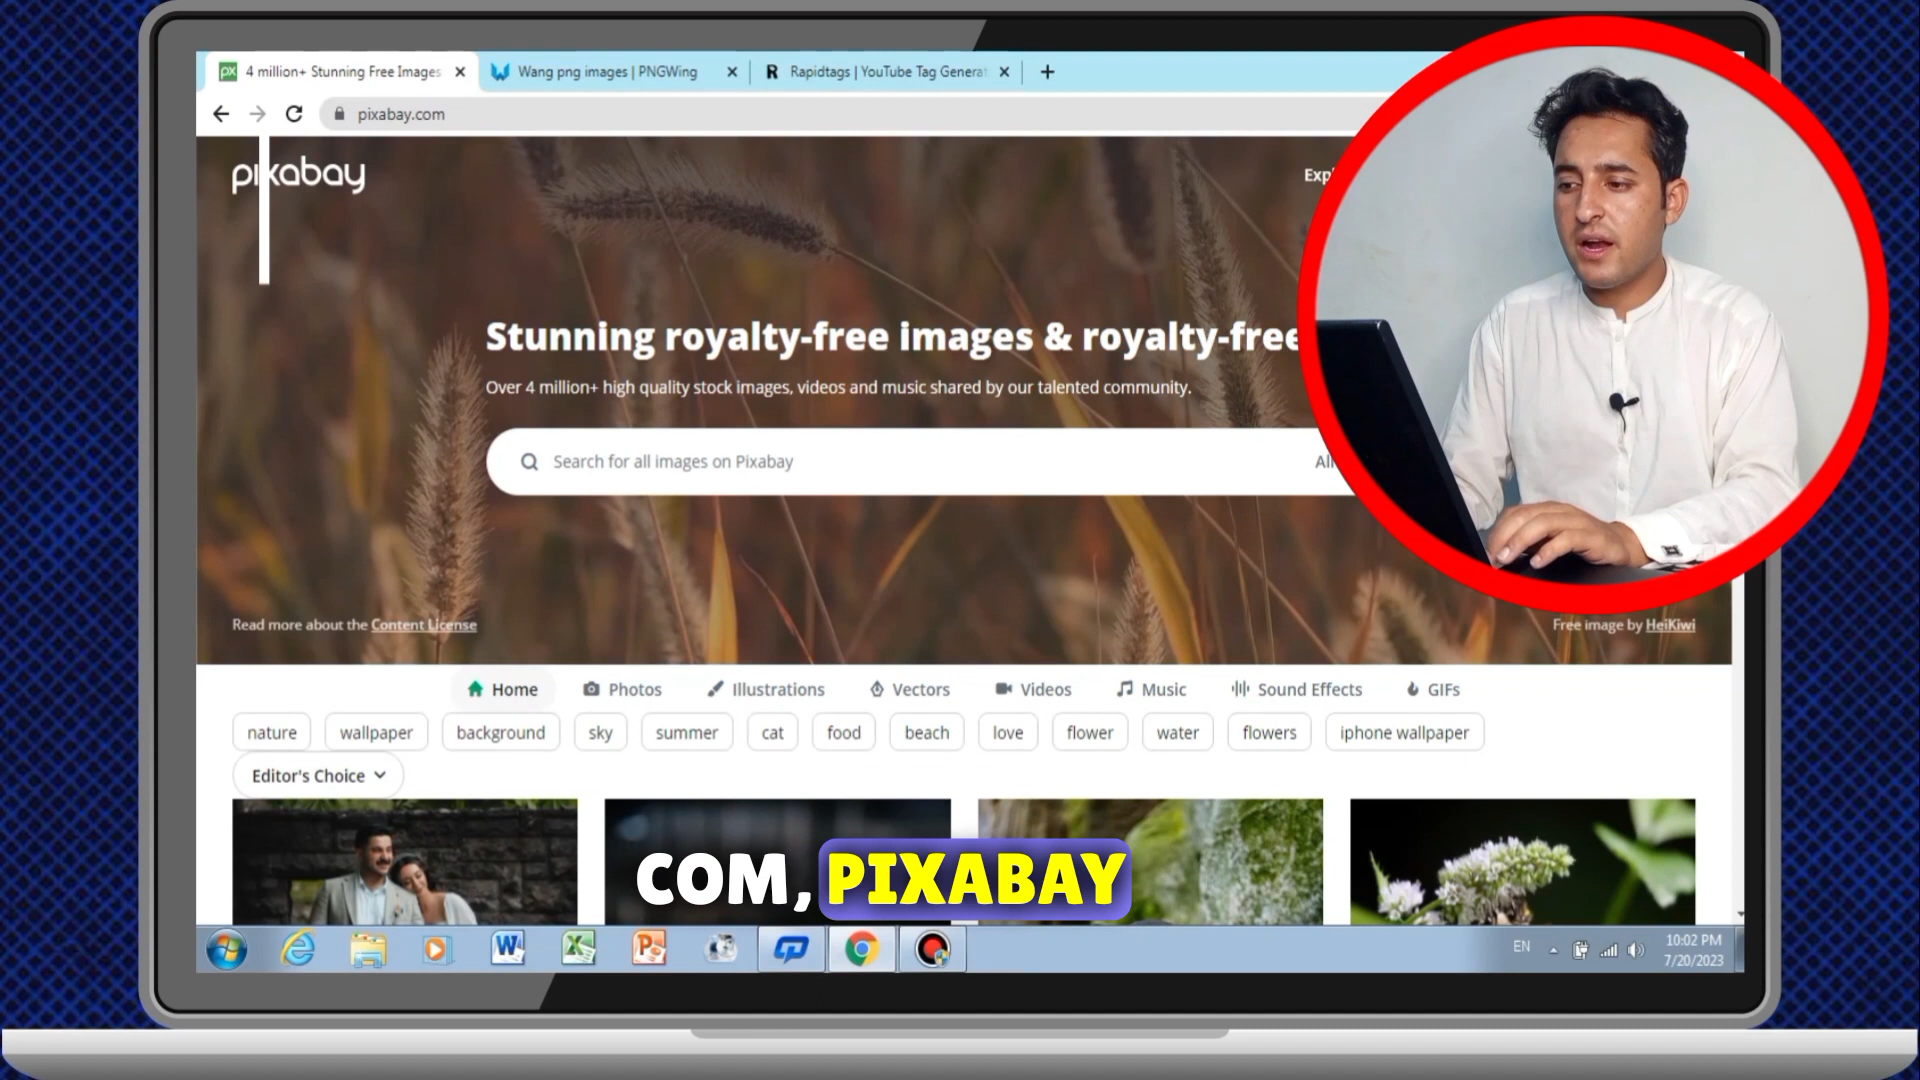 4 million+ Stunning Free Images
Wang png images | PNGWing
Rapidtags | YouTube Tag Genera
pixabay.com
pixabay
Stunning royalty-free images & royalty-free
Over 4 million+ high quality stock images, videos and music shared by our talented community.
Search for all images on Pixabay
All
Read more about the Content License
Free image by HeiKiwi
Home Photos Illustrations Vectors Videos Music Sound Effects GIFs
nature wallpaper background sky summer cat food beach love flower water flowers iphone wallpaper
Editor's Choice
COM, PIXABAY
EN
10:02 PM
7/20/2023